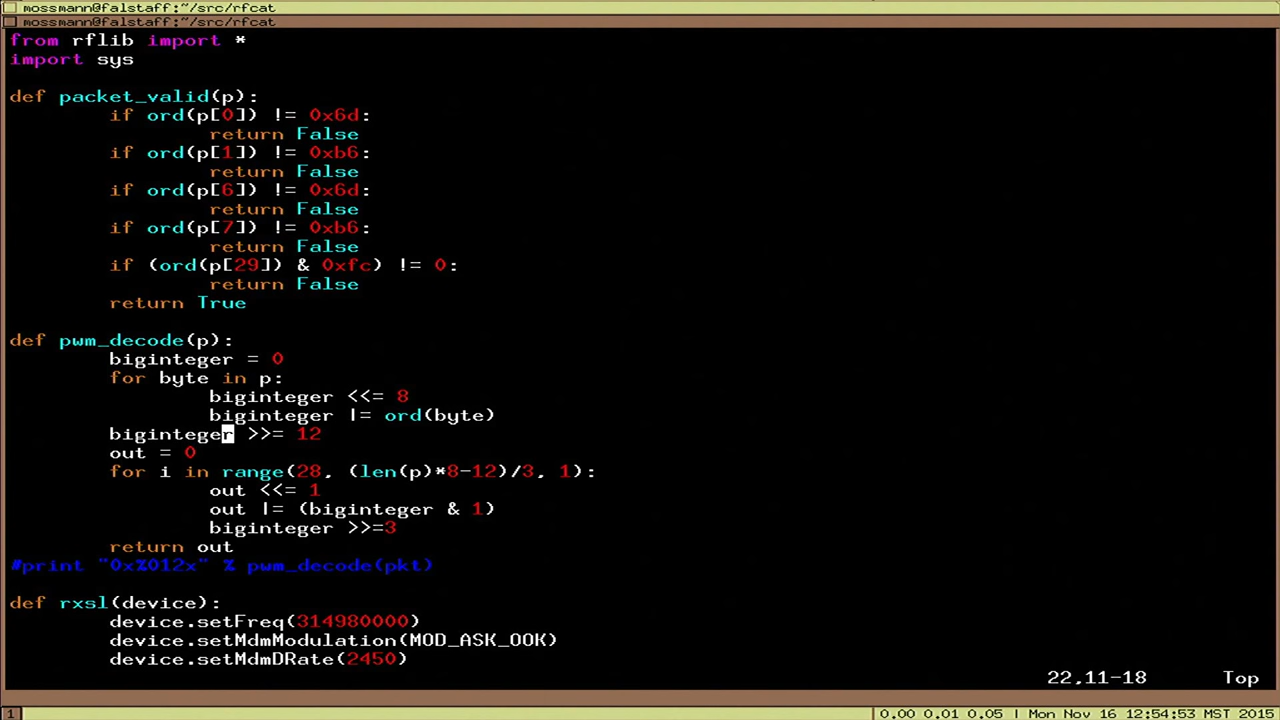 mossmann@falstaff:~/src/rfcat
mossmann@falstaff:~/src/rfcat
from rflib import *
import sys

def packet_valid(p):
        if ord(p[0]) != 0x6d:
                return False
        if ord(p[1]) != 0xb6:
                return False
        if ord(p[6]) != 0x6d:
                return False
        if ord(p[7]) != 0xb6:
                return False
        if (ord(p[29]) & 0xfc) != 0:
                return False
        return True

def pwm_decode(p):
        biginteger = 0
        for byte in p:
                biginteger <<= 8
                biginteger |= ord(byte)
        biginteger >>= 12
        out = 0
        for i in range(28, (len(p)*8-12)/3, 1):
                out <<= 1
                out |= (biginteger & 1)
                biginteger >>=3
        return out
#print "0x%012x" % pwm_decode(pkt)

def rxsl(device):
        device.setFreq(314980000)
        device.setMdmModulation(MOD_ASK_OOK)
        device.setMdmDRate(2450)
22,11-18 Top
1 0.00 0.01 0.05 | Mon Nov 16 12:54:53 MST 2015